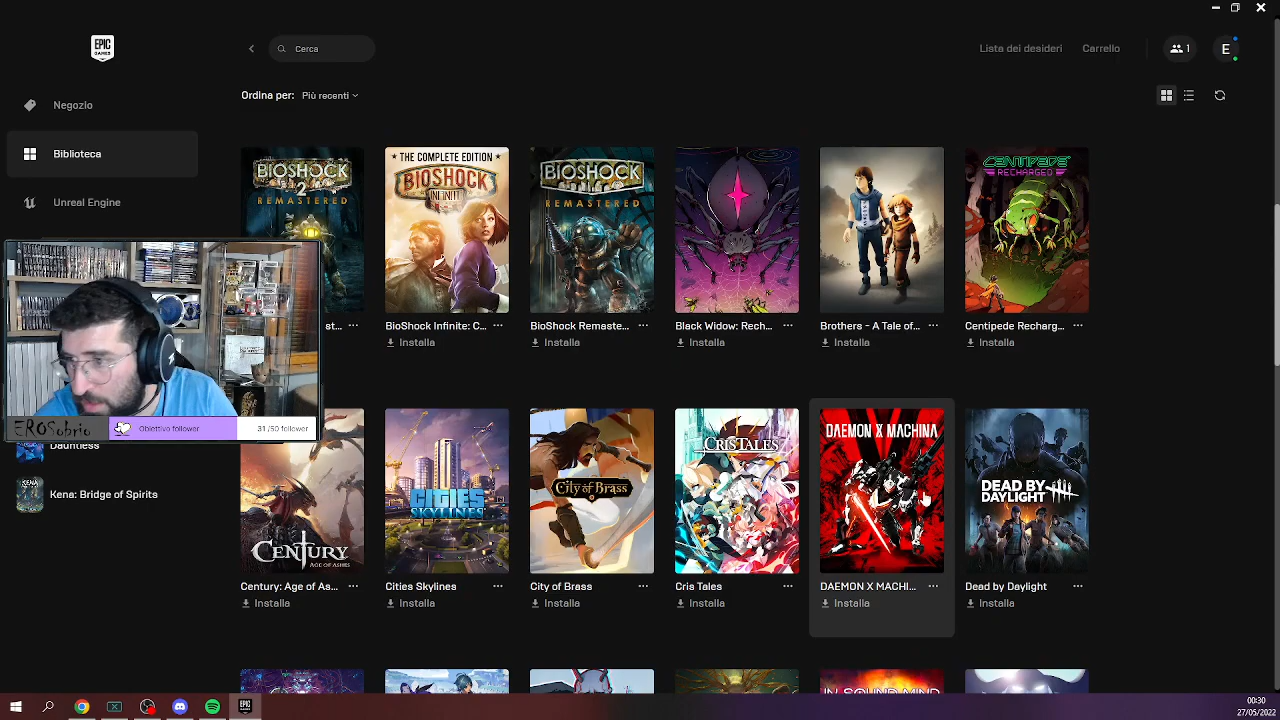 EPIC
GAMES
Cerca
Lista dei desideri
Carrello
1
E
Ordina per: Più recenti
Negozio
Biblioteca
Unreal Engine
BIOSHOCK
2
REMASTERED
THE COMPLETE EDITION
BIOSHOCK
INFINITE
BIOSHOCK
REMASTERED
CENTIPEDE
RECHARGED
st...
BioShock Infinite: C...
BioShock Remaste...
Black Widow: Rech...
Brothers - A Tale of...
Centipede Recharg...
Installa
Installa
Installa
Installa
Installa
EROSobrio
Obiettivo follower
31 /50 follower
Dauntless
Kena: Bridge of Spirits
CENTURY
AGE OF ASHES
CITIES
SKYLINES
City of Brass
CRIS TALES
DAEMON X MACHINA
DEAD BY
DAYLIGHT
Century: Age of As...
Cities Skylines
City of Brass
Cris Tales
DAEMON X MACHI...
Dead by Daylight
Installa
Installa
Installa
Installa
Installa
Installa
IN SOUND MIND
EPIC
GAMES
00:30
27/05/2022